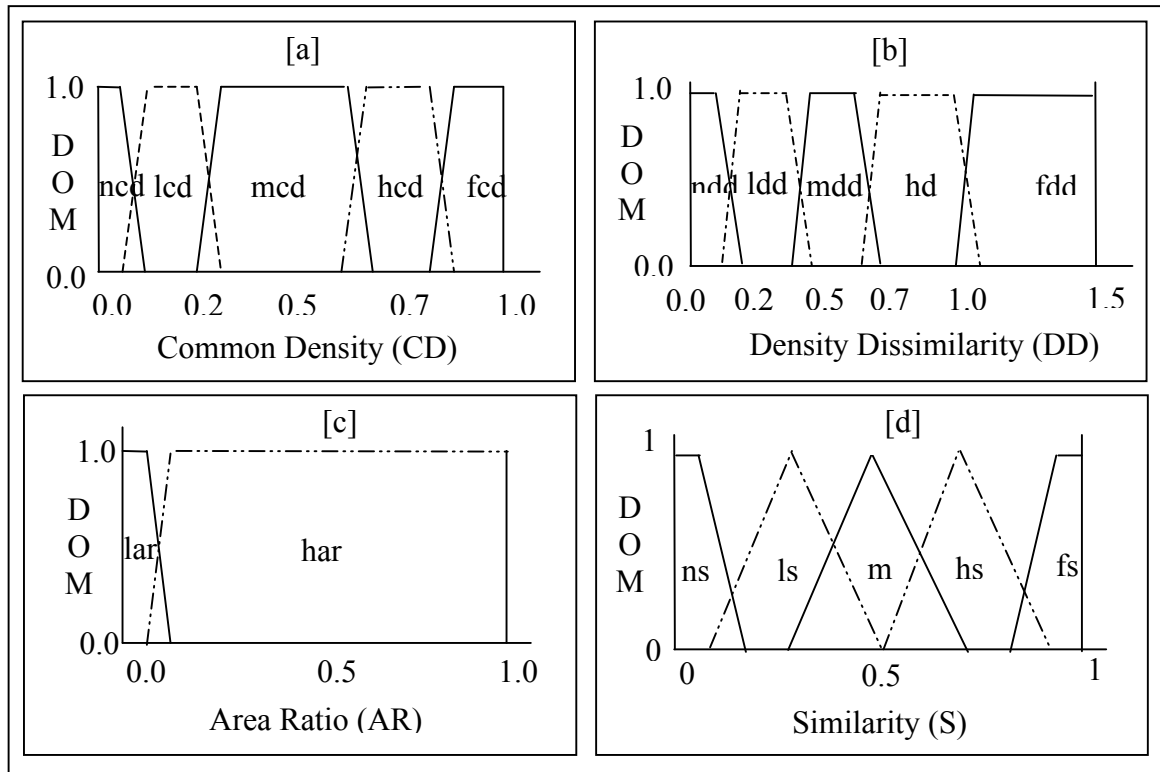 [a]
1.0
D
O
M
ncd lcd mcd hcd fcd
0.0
0.0 0.2 0.5 0.7 1.0
Common Density (CD)
[b]
1.0
D
O
M
ndd ldd mdd hd fdd
0.0
0.0 0.2 0.5 0.7 1.0 1.5
Density Dissimilarity (DD)
[c]
1.0
D
O
M
lar har
0.0
0.0 0.5 1.0
Area Ratio (AR)
[d]
1
D
O
M
ns ls m hs fs
0
0 0.5 1
Similarity (S)